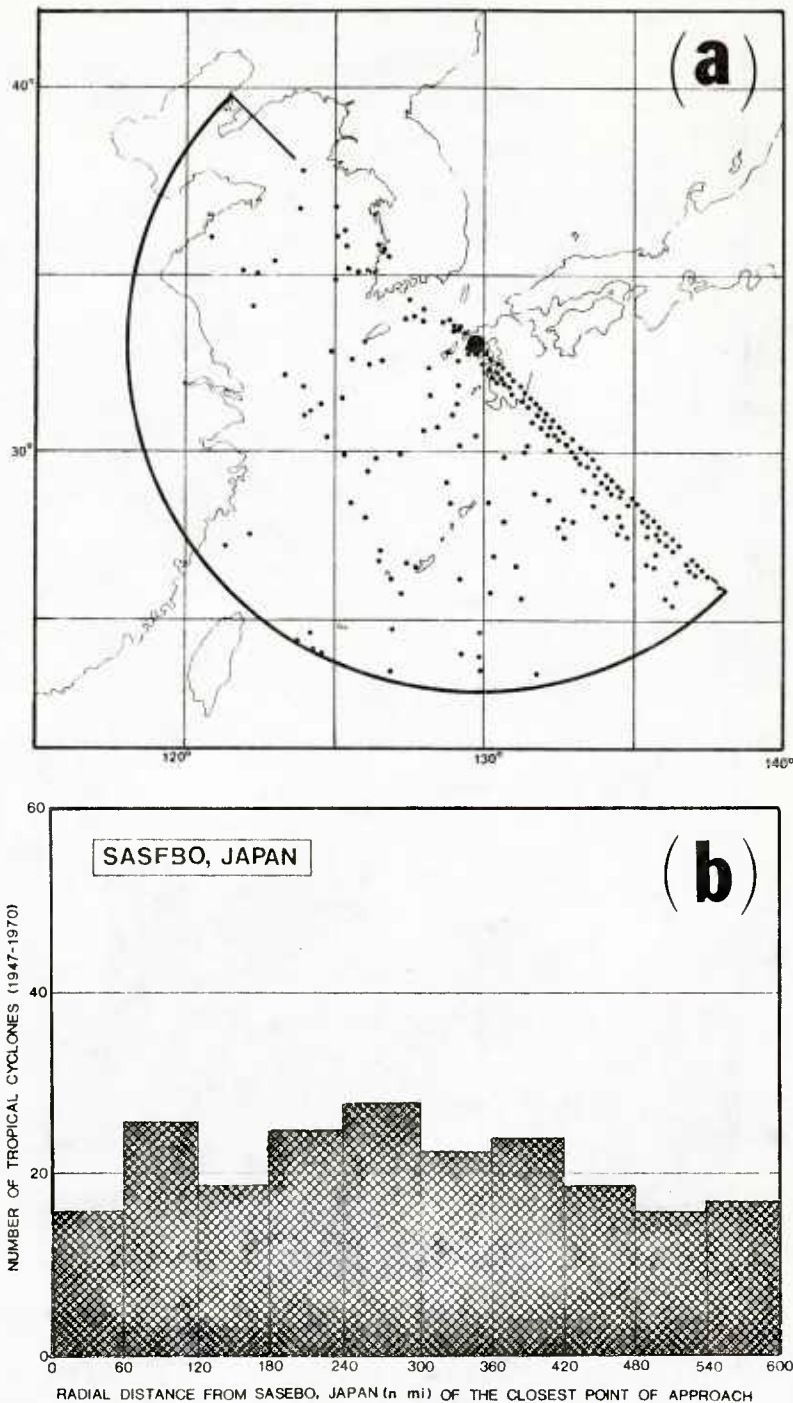 (a)
40°
30°
120°
130°
140°
60
SASFBO, JAPAN
(b)
NUMBER OF TROPICAL CYCLONES (1947-1970)
40
20
0
0 60 120 180 240 300 360 420 480 540 600
RADIAL DISTANCE FROM SASEBO, JAPAN (n mi) OF THE CLOSEST POINT OF APPROACH